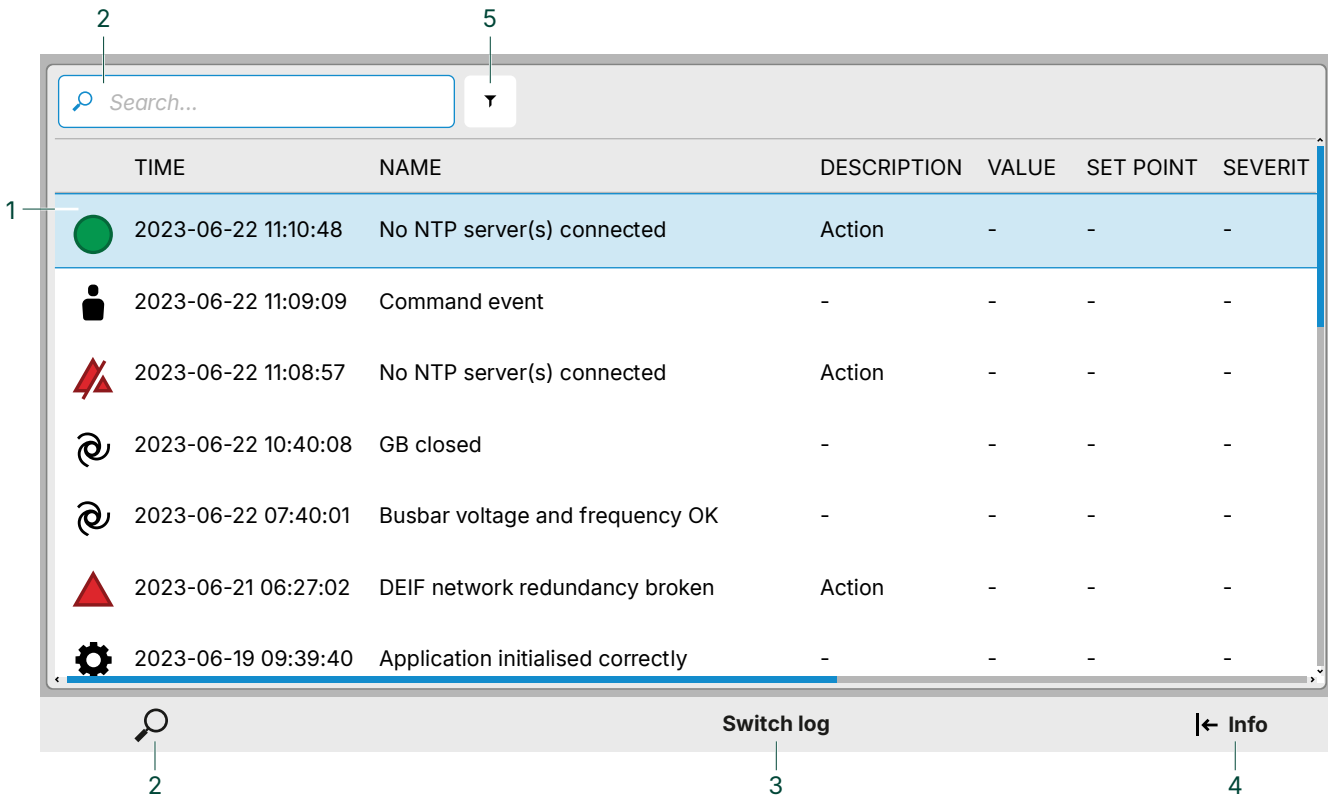 2 5
Search...
TIME NAME DESCRIPTION VALUE SET POINT SEVERIT
1
2023-06-22 11:10:48 No NTP server(s) connected Action - - -
2023-06-22 11:09:09 Command event - - - -
2023-06-22 11:08:57 No NTP server(s) connected Action - - -
2023-06-22 10:40:08 GB closed - - - -
2023-06-22 07:40:01 Busbar voltage and frequency OK - - - -
2023-06-21 06:27:02 DEIF network redundancy broken Action - - -
2023-06-19 09:39:40 Application initialised correctly - - - -
Switch log Info
2 3 4